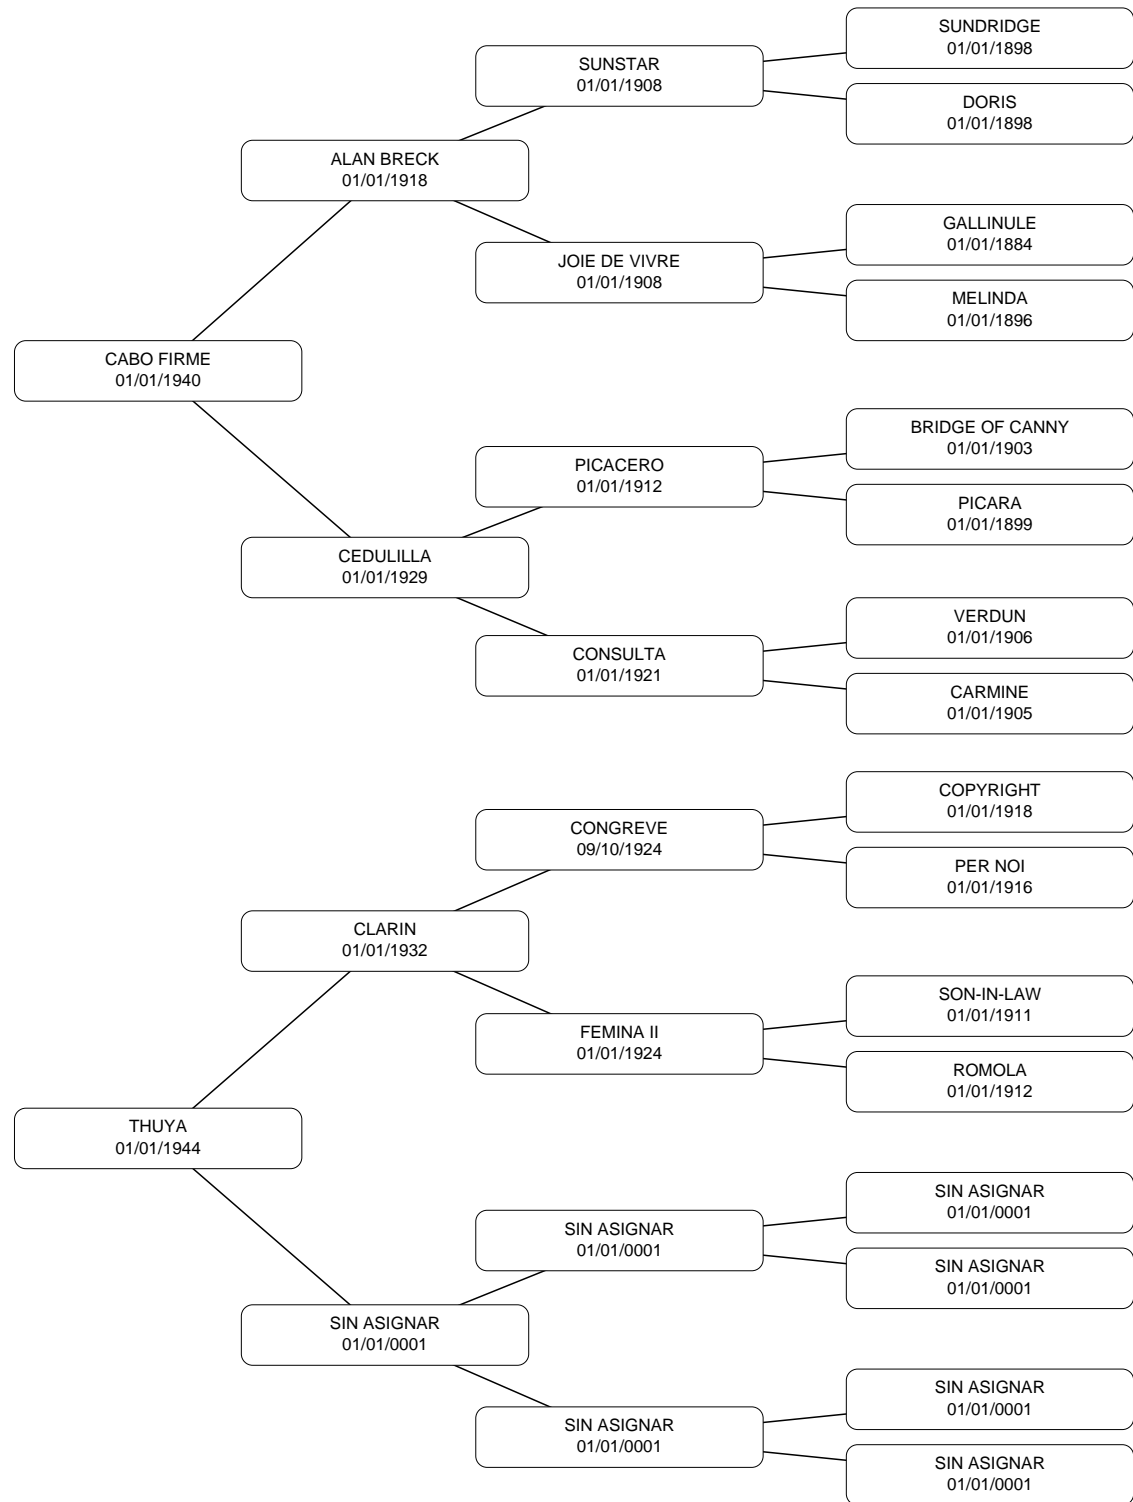 SUNDRIDGE
01/01/1898
SUNSTAR
01/01/1908
DORIS
01/01/1898
ALAN BRECK
01/01/1918
GALLINULE
01/01/1884
JOIE DE VIVRE
01/01/1908
MELINDA
01/01/1896
CABO FIRME
01/01/1940
BRIDGE OF CANNY
01/01/1903
PICACERO
01/01/1912
PICARA
01/01/1899
CEDULILLA
01/01/1929
VERDUN
01/01/1906
CONSULTA
01/01/1921
CARMINE
01/01/1905
COPYRIGHT
01/01/1918
CONGREVE
09/10/1924
PER NOI
01/01/1916
CLARIN
01/01/1932
SON-IN-LAW
01/01/1911
FEMINA II
01/01/1924
ROMOLA
01/01/1912
THUYA
01/01/1944
SIN ASIGNAR
01/01/0001
SIN ASIGNAR
01/01/0001
SIN ASIGNAR
01/01/0001
SIN ASIGNAR
01/01/0001
SIN ASIGNAR
01/01/0001
SIN ASIGNAR
01/01/0001
SIN ASIGNAR
01/01/0001